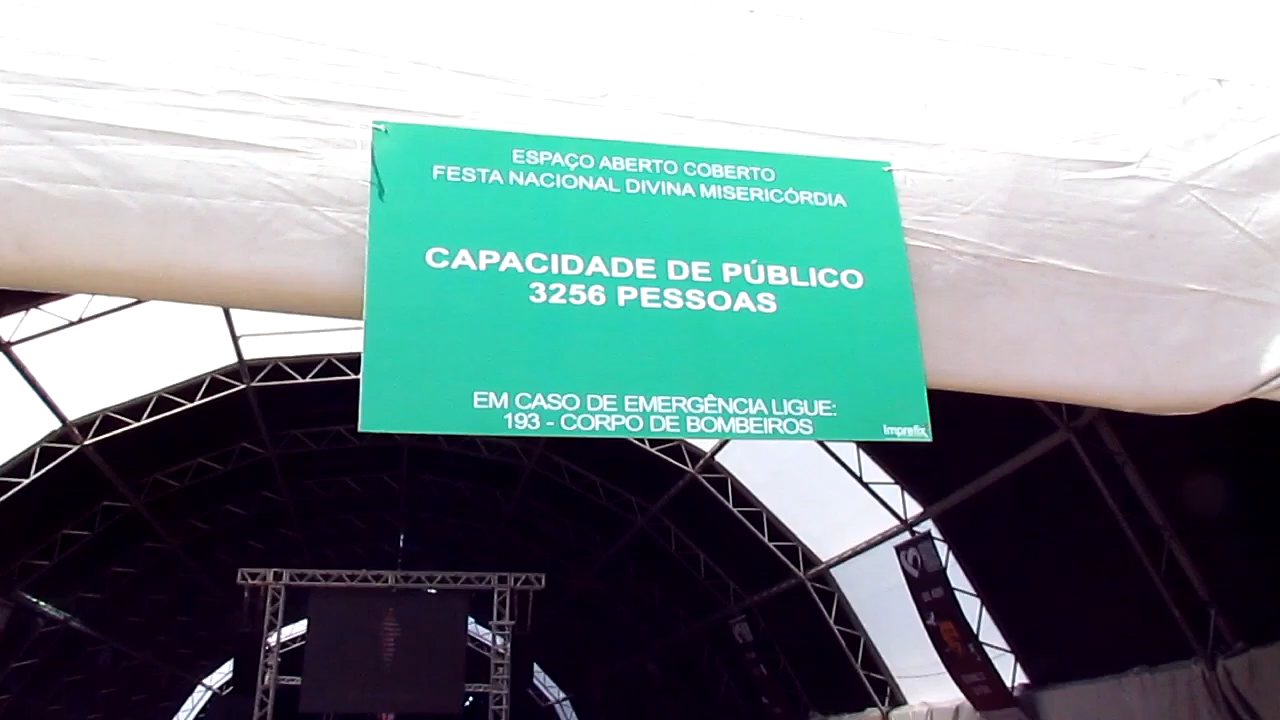 ESPAÇO ABERTO COBERTO
FESTA NACIONAL DIVINA MISERICÓRDIA
CAPACIDADE DE PÚBLICO
3256 PESSOAS
EM CASO DE EMERGÊNCIA LIGUE:
193 - CORPO DE BOMBEIROS
Imprefix